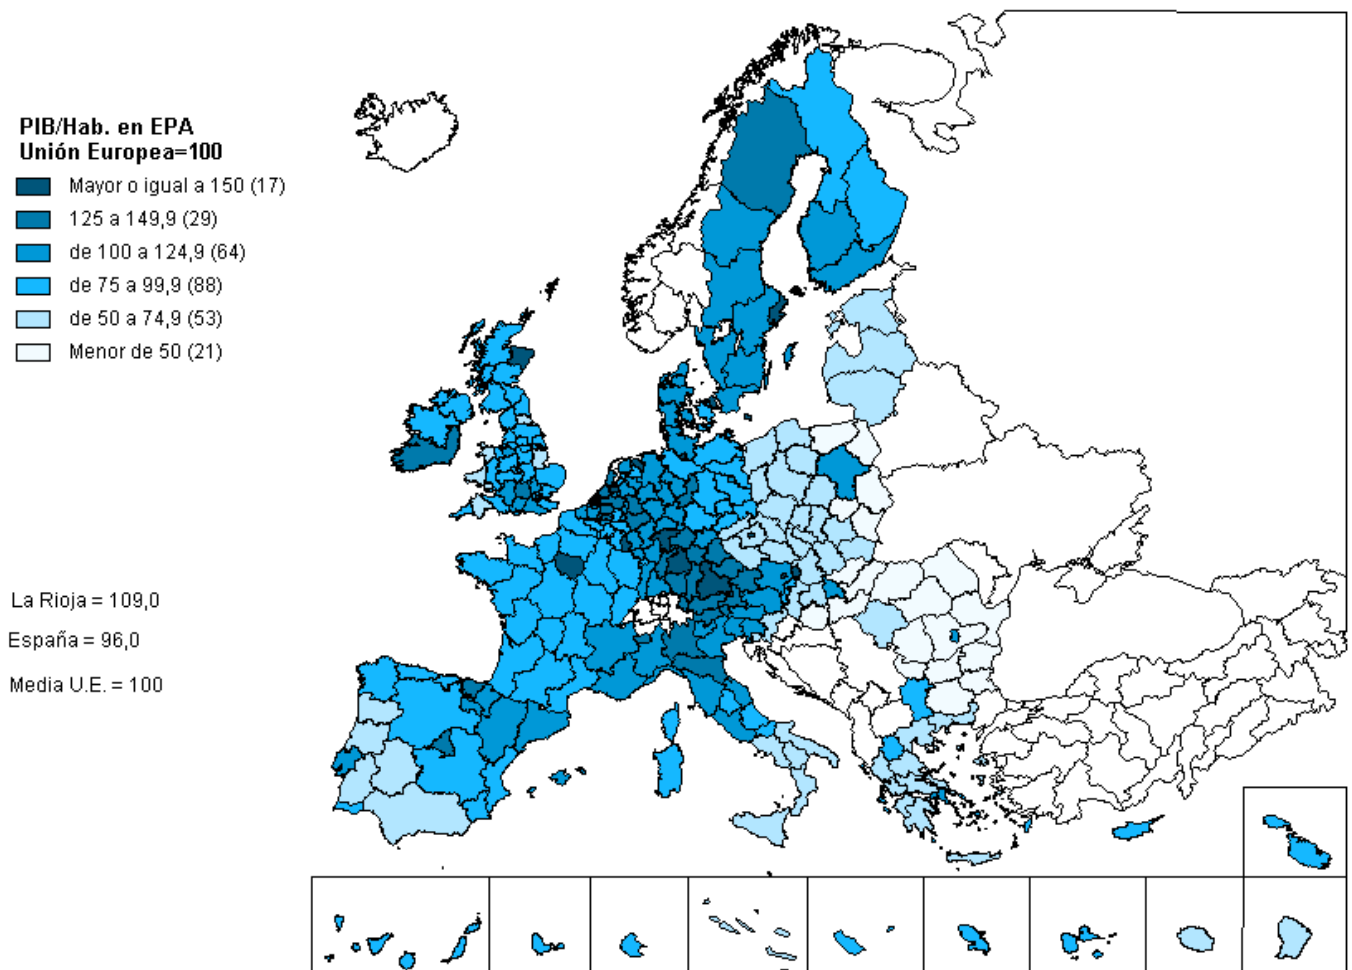 PIB/Hab. en EPA
Unión Europea=100
Mayor o igual a 150 (17)
125 a 149,9 (29)
de 100 a 124,9 (64)
de 75 a 99,9 (88)
de 50 a 74,9 (53)
Menor de 50 (21)
La Rioja = 109,0
España = 96,0
Media U.E. = 100